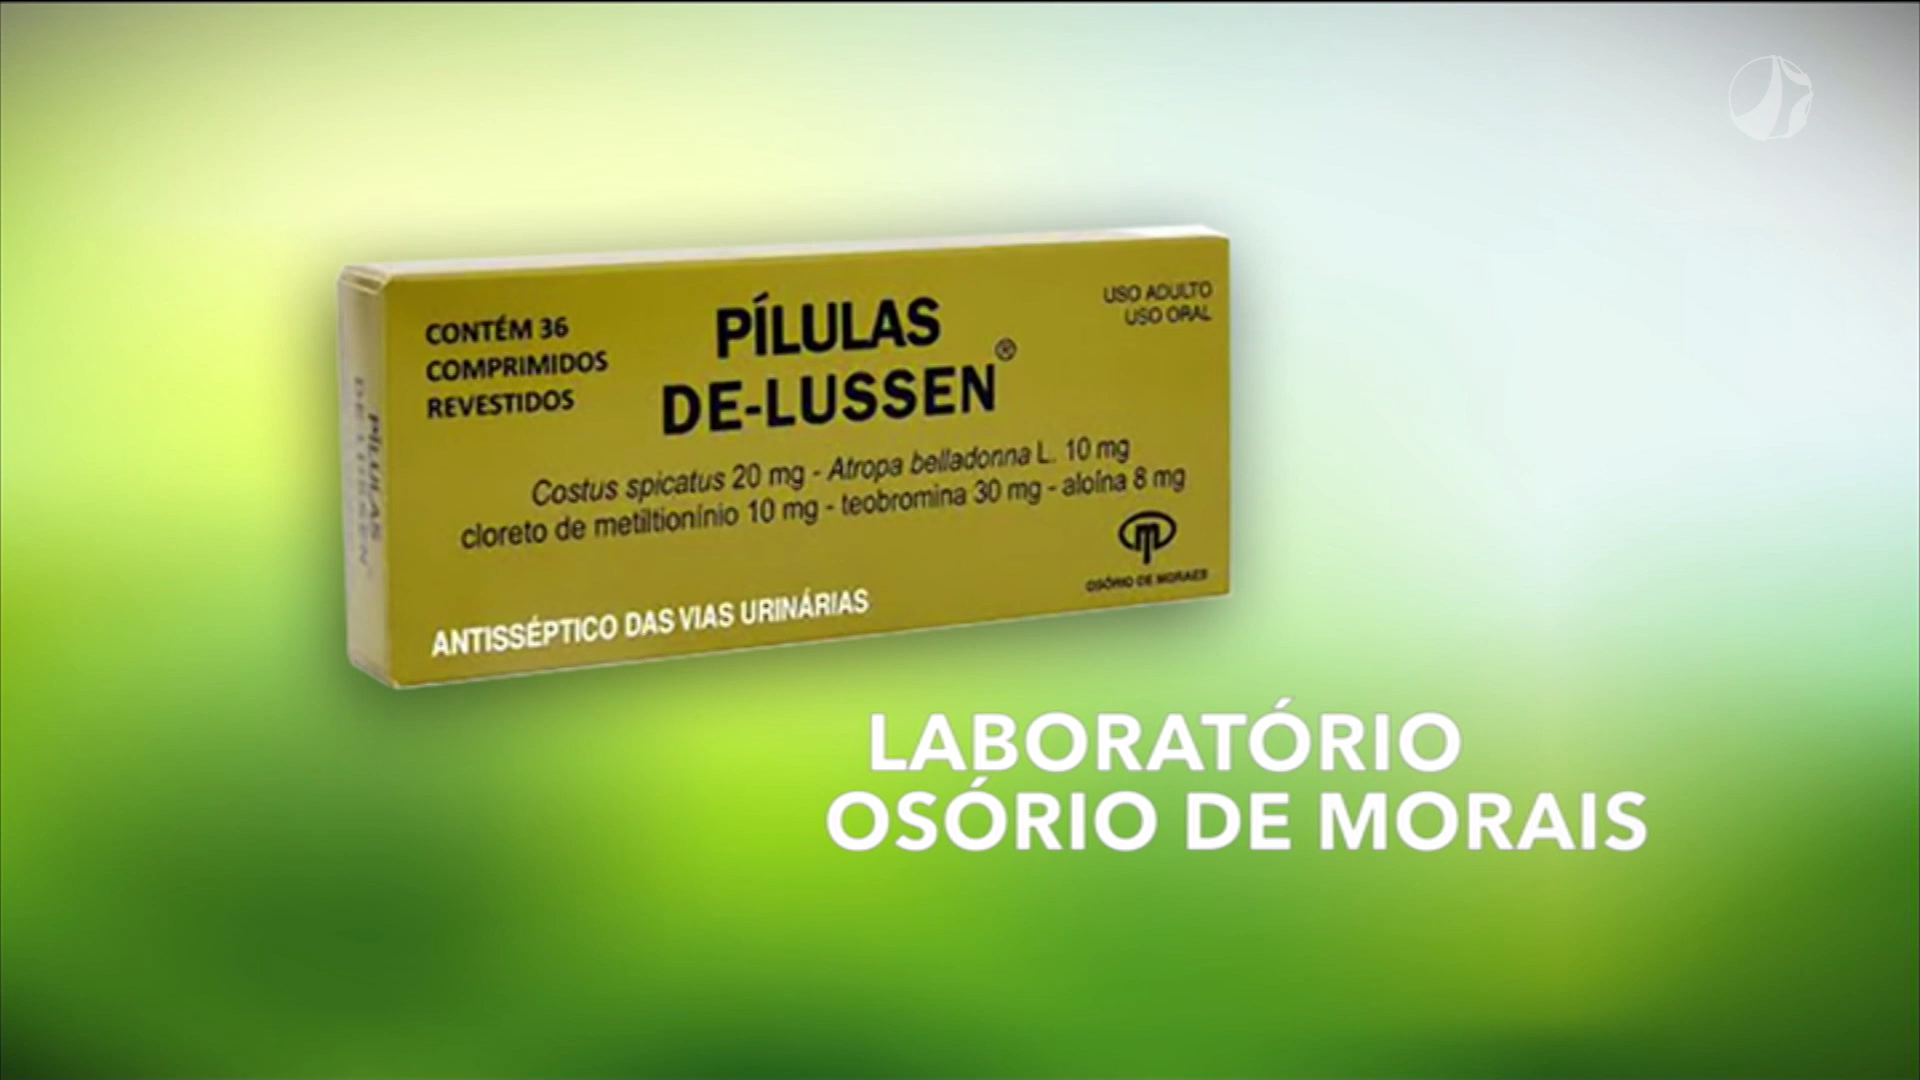 CONTÉM 36
COMPRIMIDOS
REVESTIDOS
PÍLULAS
DE-LUSSEN®
USO ADULTO
USO ORAL
Costus spicatus 20 mg - Atropa belladonna L. 10 mg
cloreto de metiltionínio 10 mg - teobromina 30 mg - aloína 8 mg
OSÓRIO DE MORAES
ANTISSÉPTICO DAS VIAS URINÁRIAS
PÍLULAS
DE-LUSSEN
LABORATÓRIO
OSÓRIO DE MORAIS